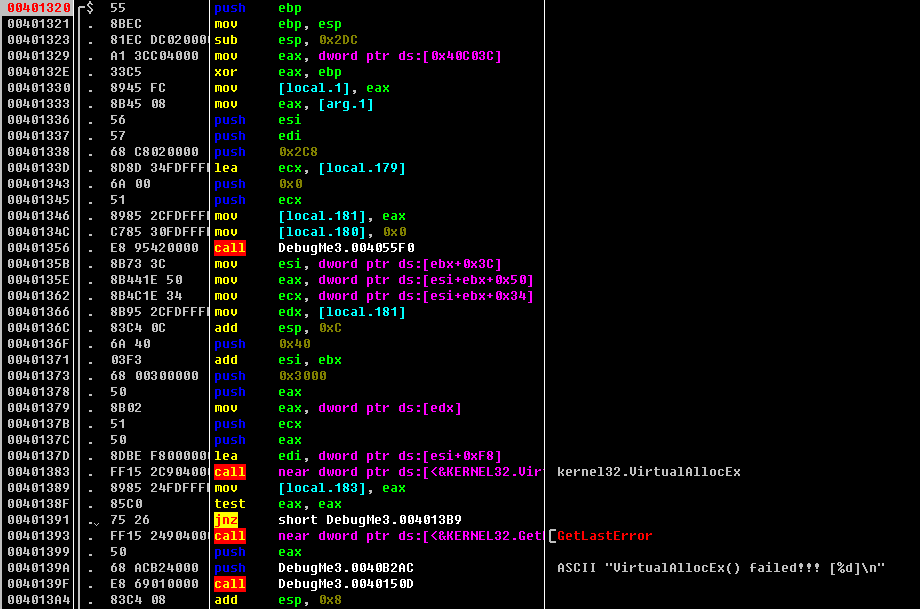 00401320 $ 55 push ebp
00401321 . 8BEC mov ebp, esp
00401323 . 81EC DC020000 sub esp, 0x2DC
00401329 . A1 3CC04000 mov eax, dword ptr ds:[0x40C03C]
0040132E . 33C5 xor eax, ebp
00401330 . 8945 FC mov [local.1], eax
00401333 . 8B45 08 mov eax, [arg.1]
00401336 . 56 push esi
00401337 . 57 push edi
00401338 . 68 C8020000 push 0x2C8
0040133D . 8D8D 34FDFFFF lea ecx, [local.179]
00401343 . 6A 00 push 0x0
00401345 . 51 push ecx
00401346 . 8985 2CFDFFFF mov [local.181], eax
0040134C . C785 30FDFFFF mov [local.180], 0x0
00401356 . E8 95420000 call DebugMe3.004055F0
0040135B . 8B73 3C mov esi, dword ptr ds:[ebx+0x3C]
0040135E . 8B441E 50 mov eax, dword ptr ds:[esi+ebx+0x50]
00401362 . 8B4C1E 34 mov ecx, dword ptr ds:[esi+ebx+0x34]
00401366 . 8B95 2CFDFFFF mov edx, [local.181]
0040136C . 83C4 0C add esp, 0xC
0040136F . 6A 40 push 0x40
00401371 . 03F3 add esi, ebx
00401373 . 68 00300000 push 0x3000
00401378 . 50 push eax
00401379 . 8B02 mov eax, dword ptr ds:[edx]
0040137B . 51 push ecx
0040137C . 50 push eax
0040137D . 8DBE F8000000 lea edi, dword ptr ds:[esi+0xF8]
00401383 . FF15 2C904000 call near dword ptr ds:[<&KERNEL32.Virt kernel32.VirtualAllocEx
00401389 . 8985 24FDFFFF mov [local.183], eax
0040138F . 85C0 test eax, eax
00401391 . 75 26 jnz short DebugMe3.004013B9
00401393 . FF15 24904000 call near dword ptr ds:[<&KERNEL32.GetL GetLastError
00401399 . 50 push eax
0040139A . 68 ACB24000 push DebugMe3.0040B2AC ASCII "VirtualAllocEx() failed!!! [%d]\n"
0040139F . E8 69010000 call DebugMe3.0040150D
004013A4 . 83C4 08 add esp, 0x8